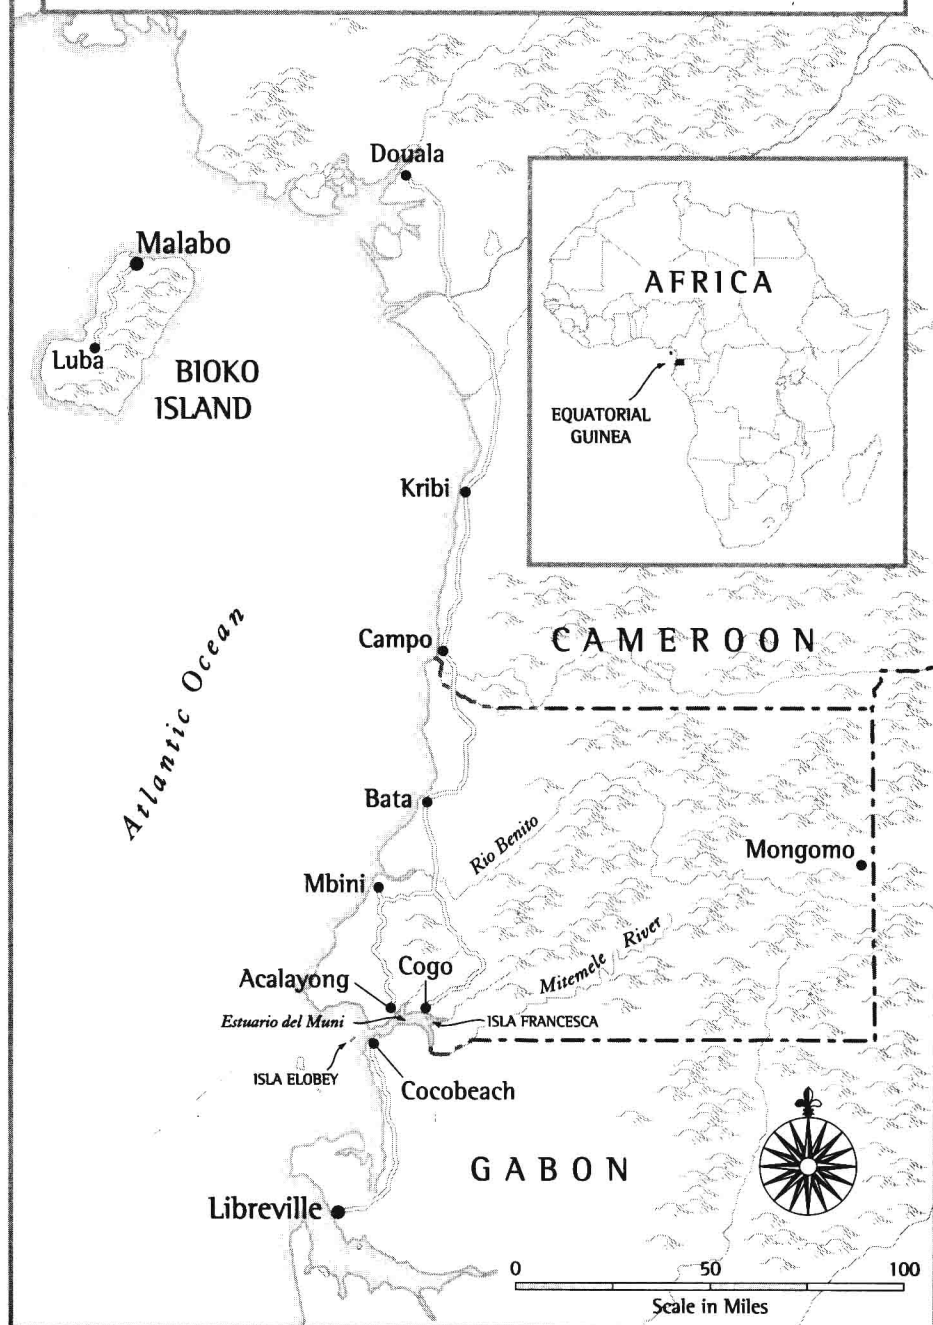 Douala
Malabo
AFRICA
Luba
BIOKO
ISLAND
EQUATORIAL
GUINEA
Kribi
Campo
CAMEROON
Atlantic Ocean
Bata
Rio Benito
Mongomo
Mbini
Mitemele River
Acalayong
Cogo
Estuario del Muni
ISLA FRANCESCA
ISLA ELOBEY
Cocobeach
GABON
Libreville
0 50 100
Scale in Miles